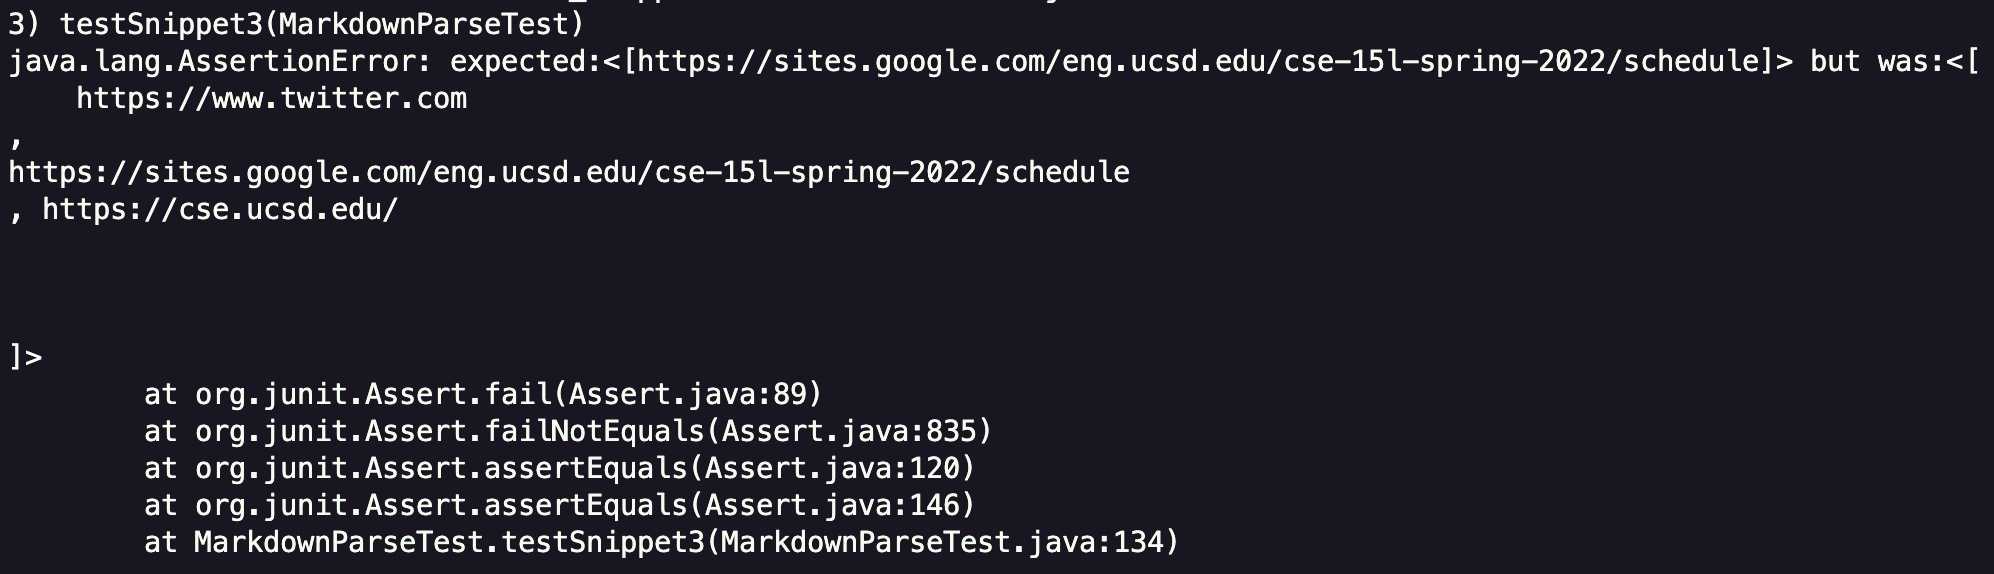 3) testSnippet3(MarkdownParseTest)
java.lang.AssertionError: expected:<[https://sites.google.com/eng.ucsd.edu/cse-15l-spring-2022/schedule]> but was:<[
    https://www.twitter.com
,
https://sites.google.com/eng.ucsd.edu/cse-15l-spring-2022/schedule
, https://cse.ucsd.edu/
]>
        at org.junit.Assert.fail(Assert.java:89)
        at org.junit.Assert.failNotEquals(Assert.java:835)
        at org.junit.Assert.assertEquals(Assert.java:120)
        at org.junit.Assert.assertEquals(Assert.java:146)
        at MarkdownParseTest.testSnippet3(MarkdownParseTest.java:134)